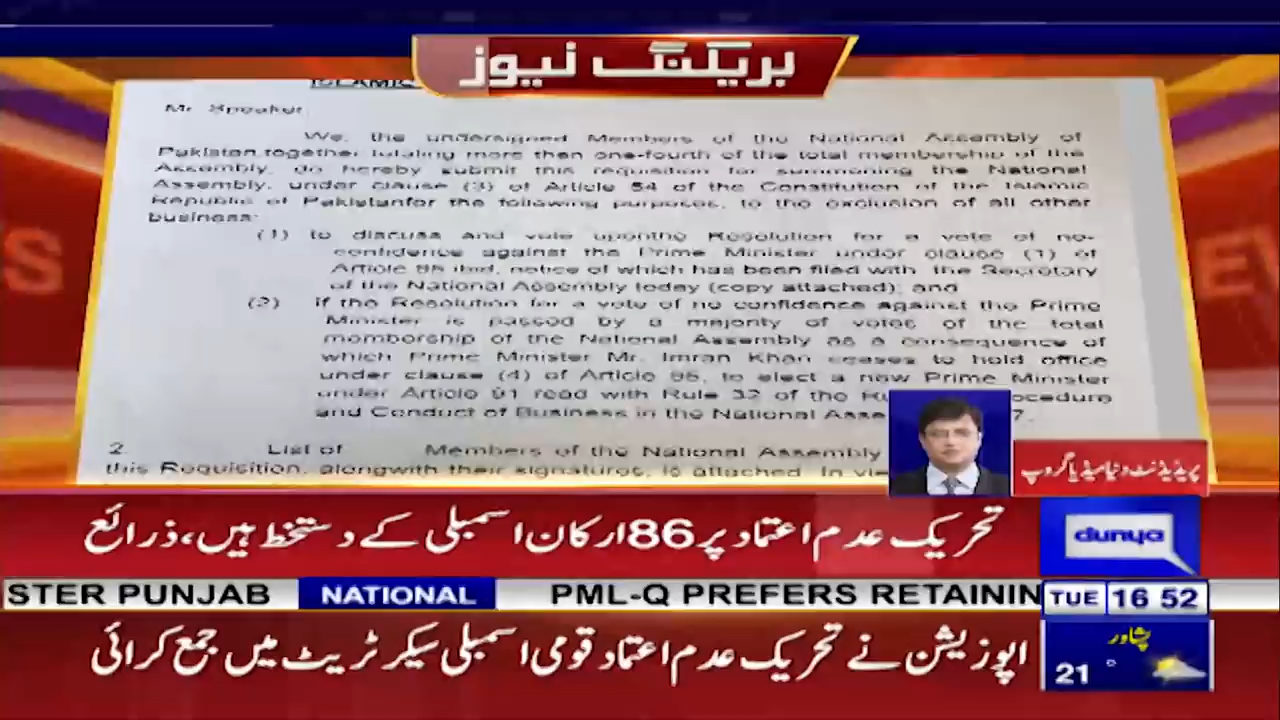 بریکنگ نیوز
ISLAMIC
Mr. Speaker,
We, the undersigned Members of the National Assembly of
Pakistan,together totaling more then one-fourth of the total membership of the
Assembly, do hereby submit this requisition for summoning the National
Assembly, under clause (3) of Article 54 of the Constitution of the Islamic
Republic of Pakistanfor the following purposes, to the exclusion of all other
business:
(1) to discuss and vote uponthe Resolution for a vote of no-
confidence against the Prime Minister under clause (1) of
Article 95 ibid, notice of which has been filed with the Secretary
of the National Assembly today (copy attached); and
(2) if the Resolution for a vote of no confidence against the Prime
Minister is passed by a majority of votes of the total
membership of the National Assembly as a consequence of
which Prime Minister Mr. Imran Khan ceases to hold office
under clause (4) of Article 95, to elect a new Prime Minister
under Article 91 read with Rule 32 of the Ru ocedure
and Conduct of Business in the National Asse 7.
2. List of Members of the National Assembly
this Requisition, alongwith their signatures, is attached. In vie
پریذیڈنٹ دنیا میڈیا گروپ
تحریک عدم اعتماد پر 86 ارکان اسمبلی کے دستخط ہیں، ذرائع
dunya
STER PUNJAB NATIONAL PML-Q PREFERS RETAININ
TUE 16 52
اپوزیشن نے تحریک عدم اعتماد قومی اسمبلی سیکرٹریٹ میں جمع کرائی
پشاور
21°